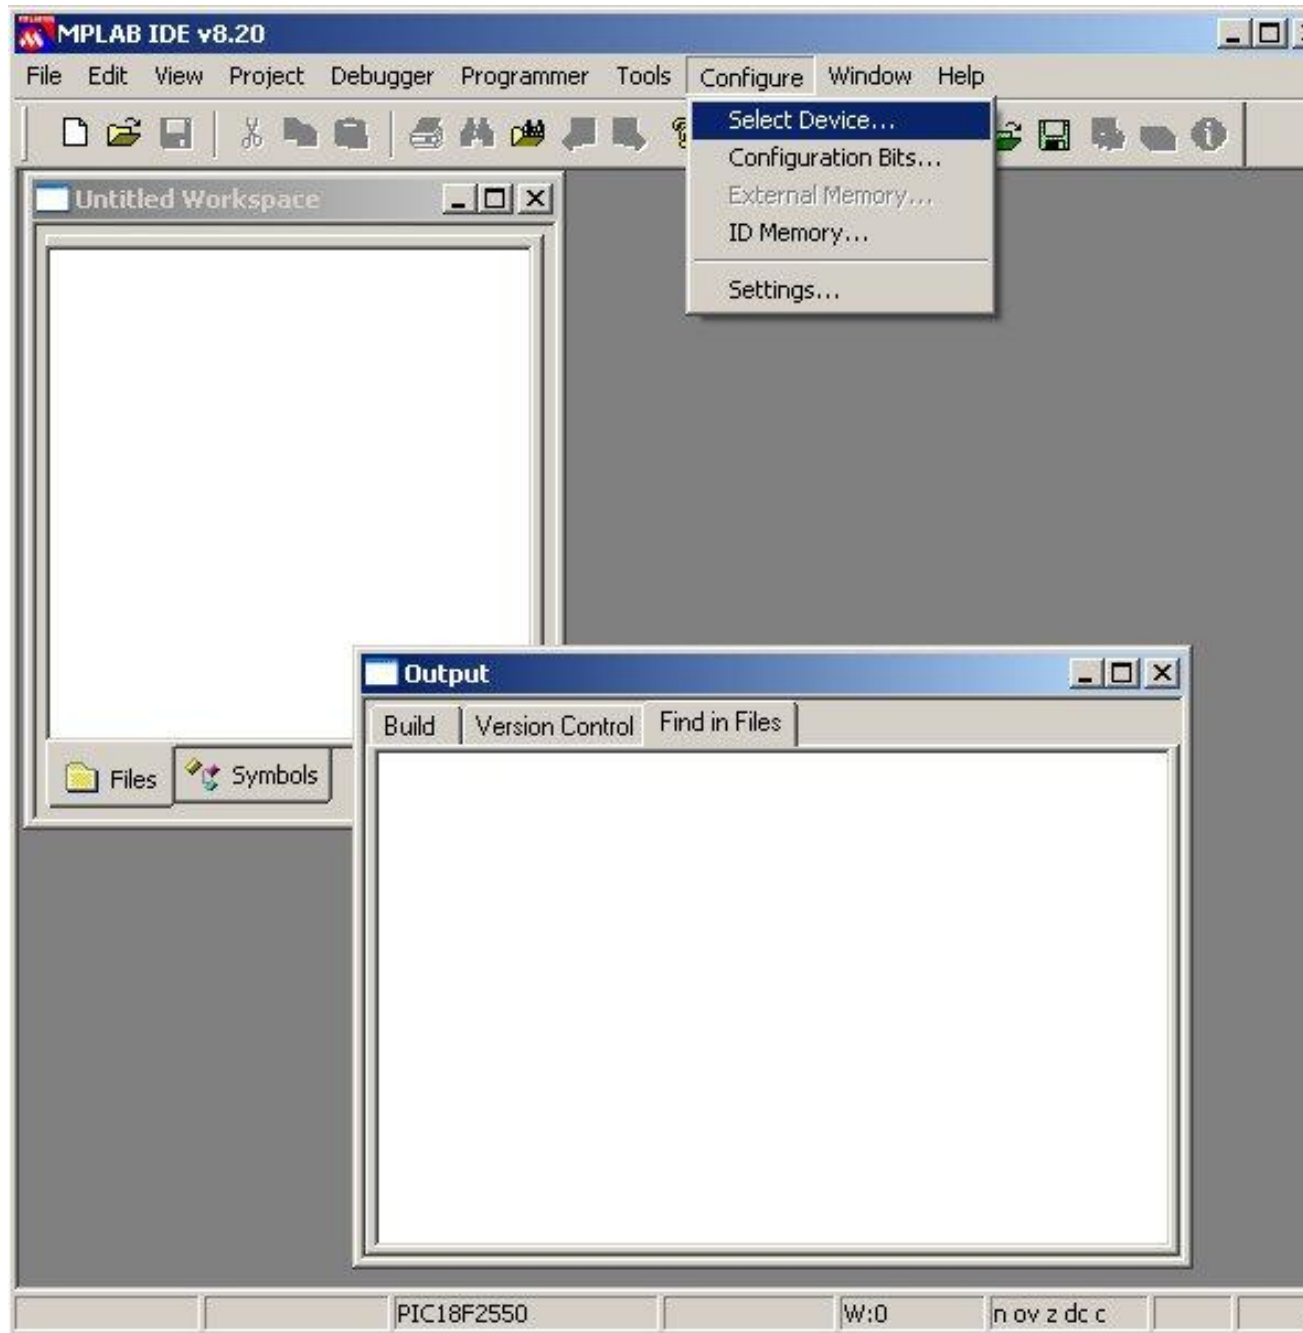 MPLAB IDE v8.20
File Edit View Project Debugger Programmer Tools Configure Window Help
Select Device...
Configuration Bits...
External Memory...
ID Memory...
Settings...
Untitled Workspace
Files Symbols
Output
Build Version Control Find in Files
PIC18F2550 W:0 n ov z dc c